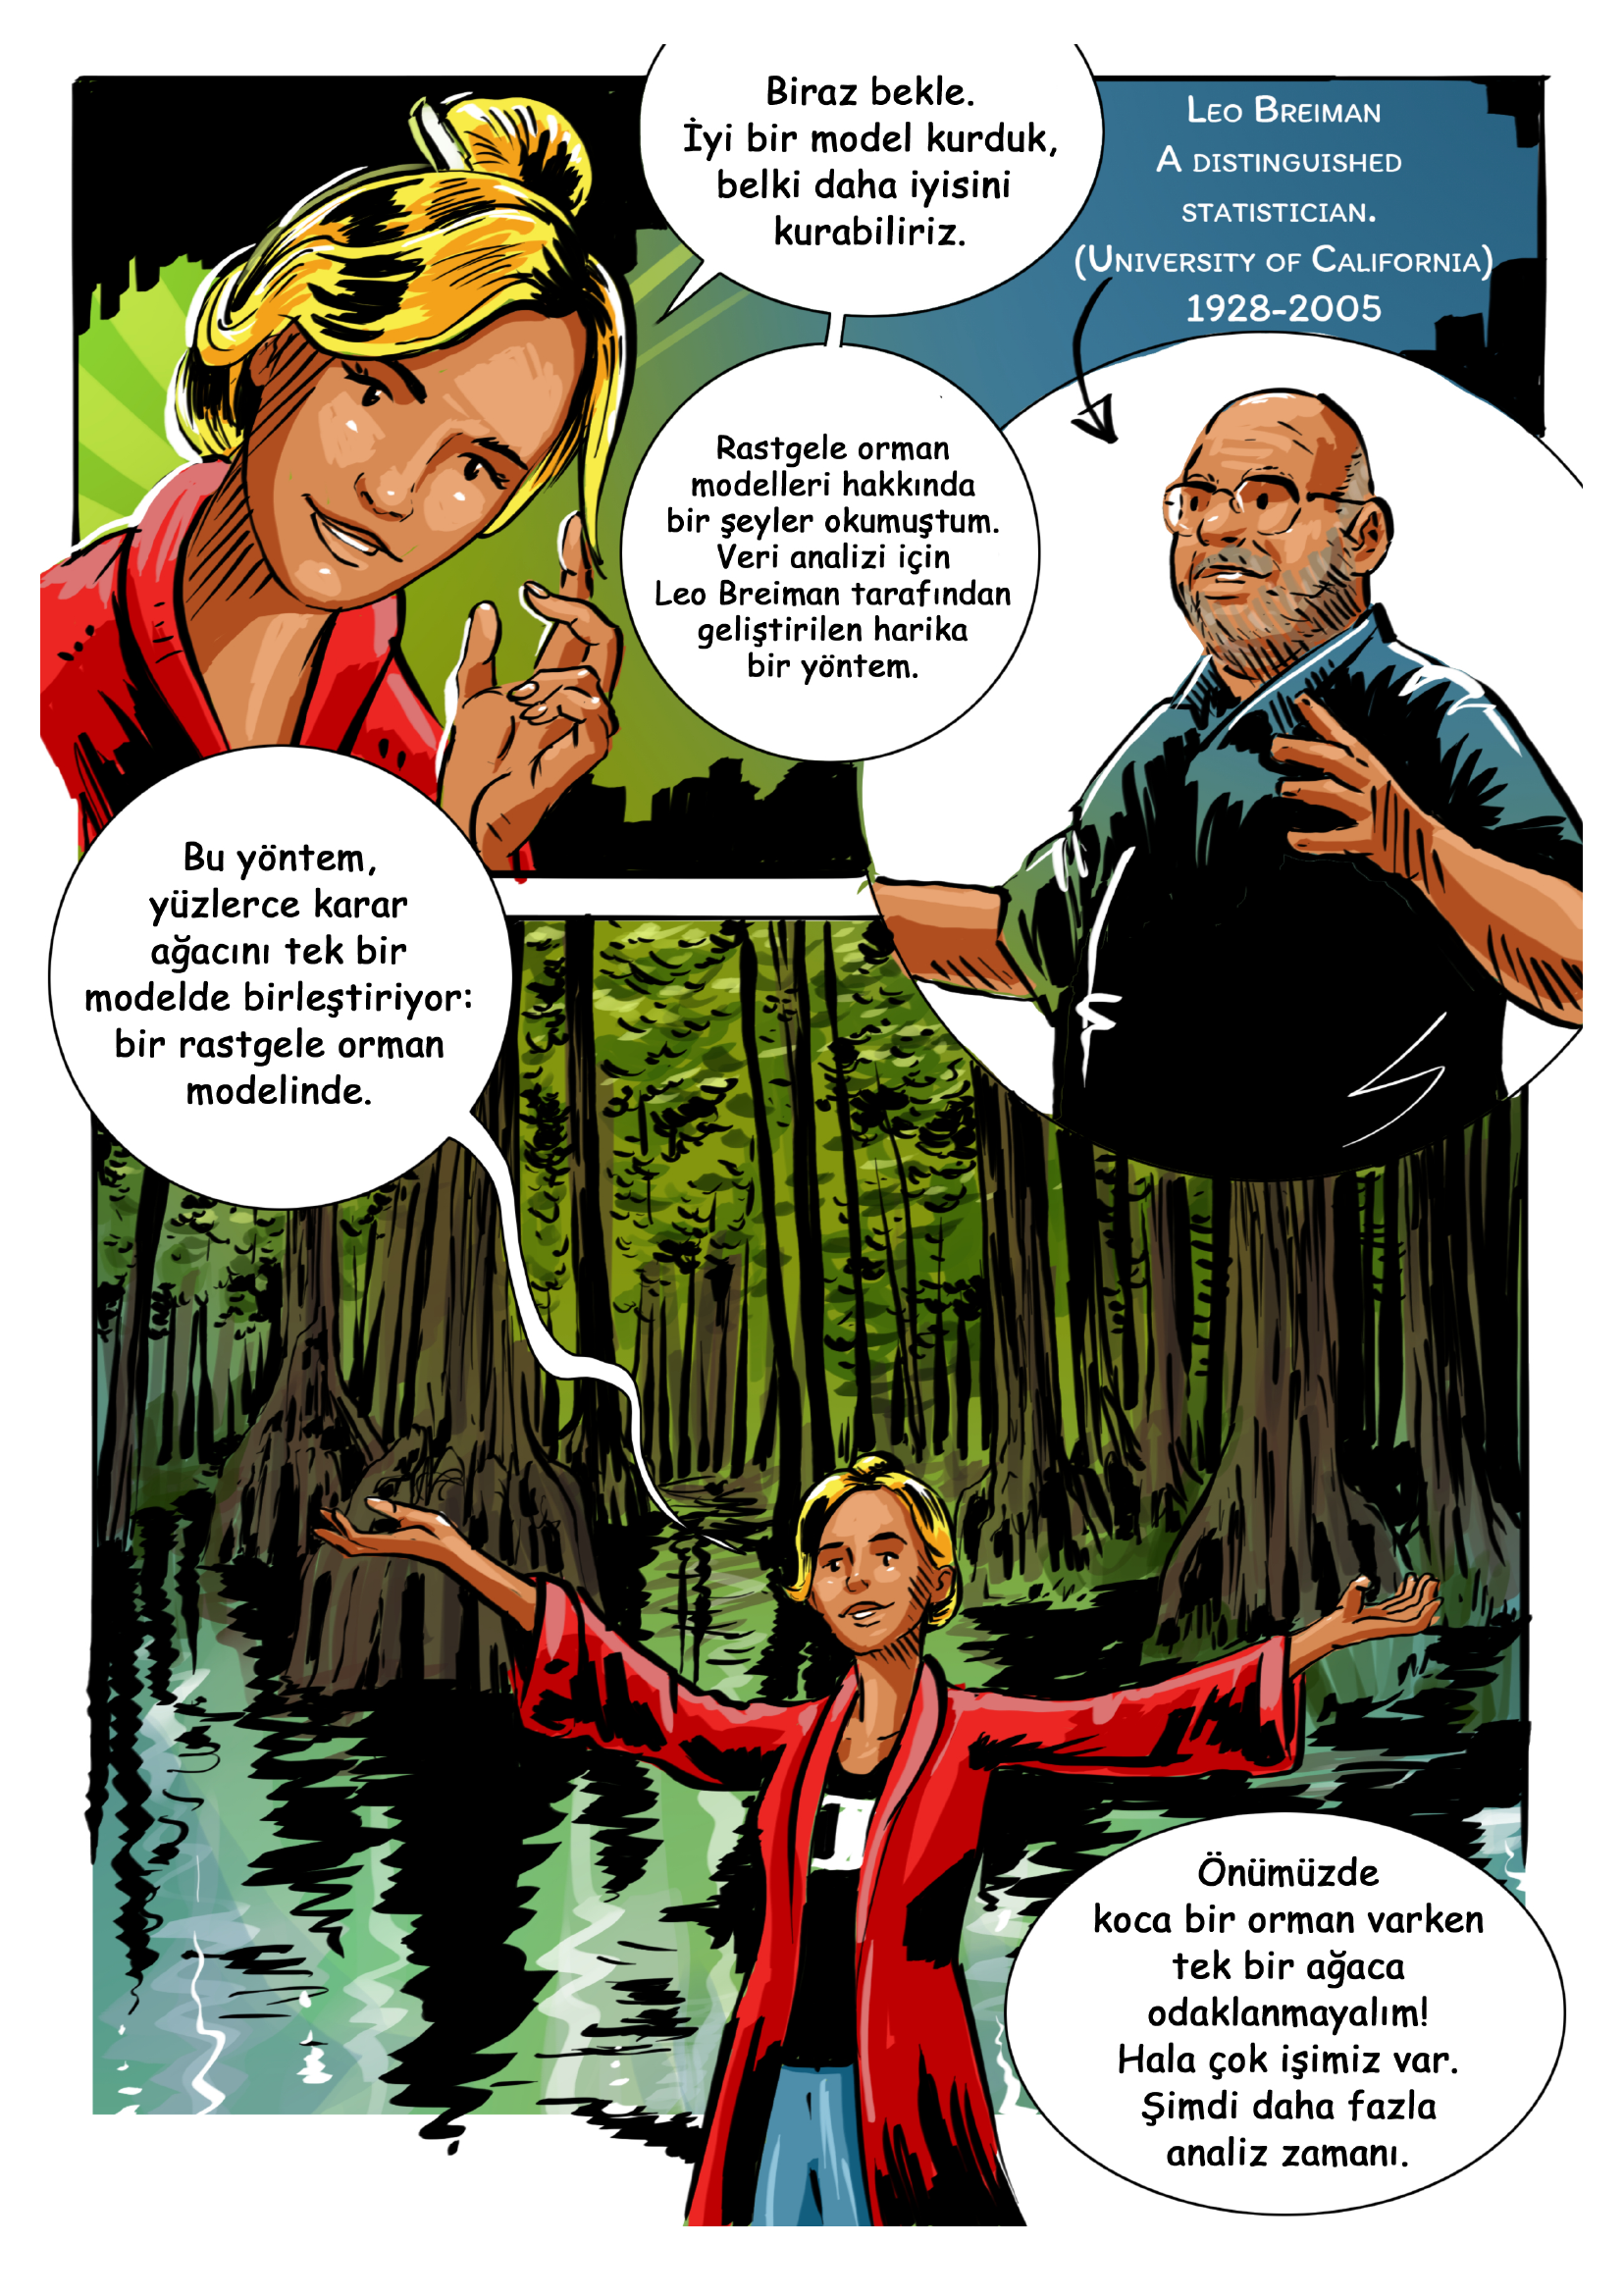 Biraz bekle.
İyi bir model kurduk,
belki daha iyisini
kurabiliriz.
Leo Breiman
A distinguished
statistician.
(University of California)
1928-2005
Rastgele orman
modelleri hakkında
bir şeyler okumuştum.
Veri analizi için
Leo Breiman tarafından
geliştirilen harika
bir yöntem.
Bu yöntem,
yüzlerce karar
ağacını tek bir
modelde birleştiriyor:
bir rastgele orman
modelinde.
Önümüzde
koca bir orman varken
tek bir ağaca
odaklanmayalım!
Hala çok işimiz var.
Şimdi daha fazla
analiz zamanı.